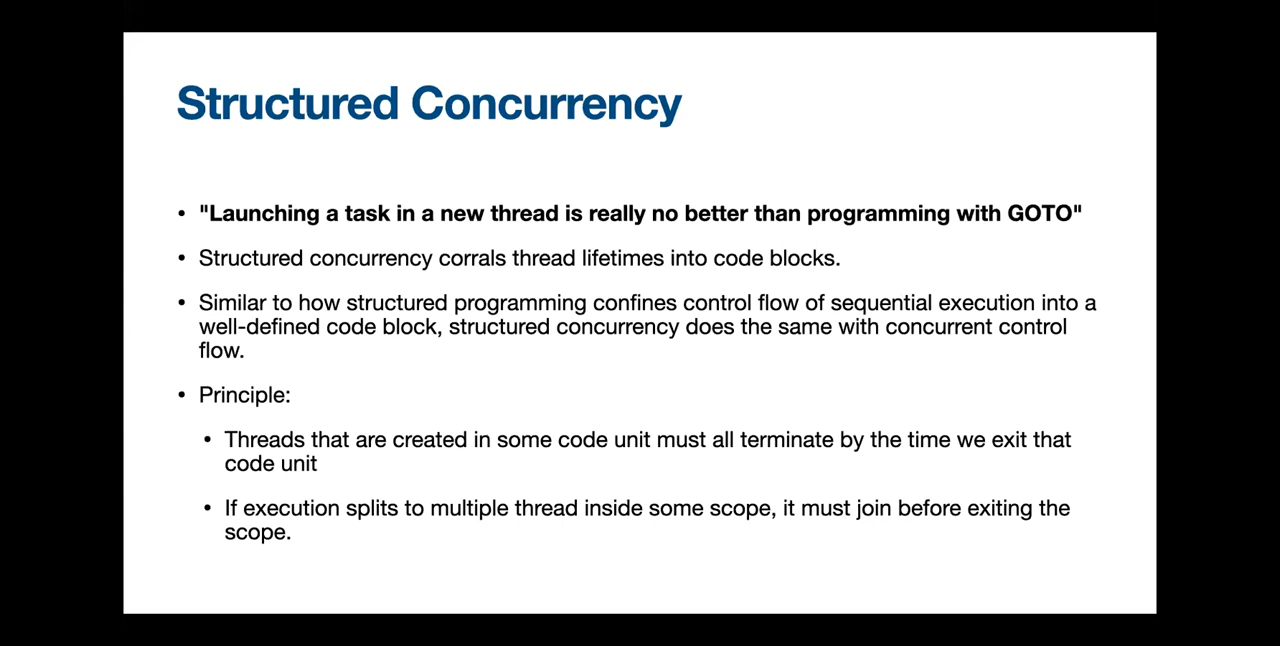 Structured Concurrency
• "Launching a task in a new thread is really no better than programming with GOTO"
• Structured concurrency corrals thread lifetimes into code blocks.
• Similar to how structured programming confines control flow of sequential execution into a
well-defined code block, structured concurrency does the same with concurrent control
flow.
• Principle:
• Threads that are created in some code unit must all terminate by the time we exit that
code unit
• If execution splits to multiple thread inside some scope, it must join before exiting the
scope.